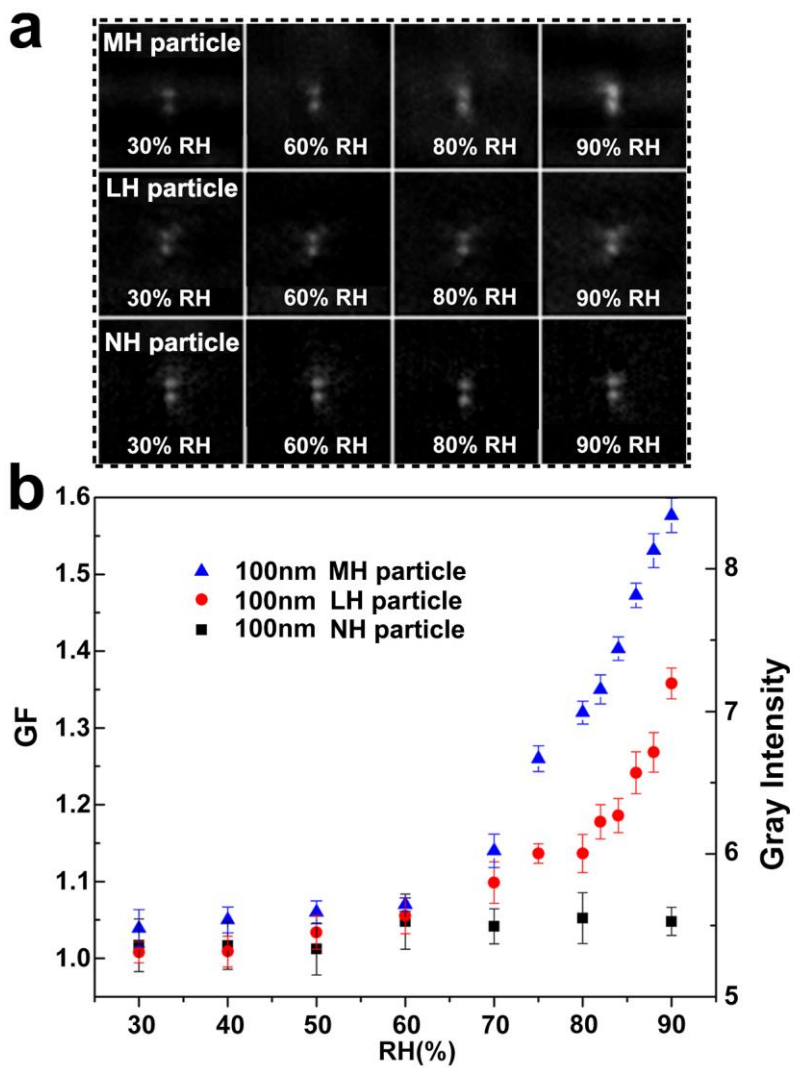 a
MH particle
30% RH 60% RH 80% RH 90% RH
LH particle
30% RH 60% RH 80% RH 90% RH
NH particle
30% RH 60% RH 80% RH 90% RH
b
GF
1.6
1.5
1.4
1.3
1.2
1.1
1.0
100nm MH particle
100nm LH particle
100nm NH particle
8
7
6
5
Gray Intensity
30 40 50 60 70 80 90
RH(%)